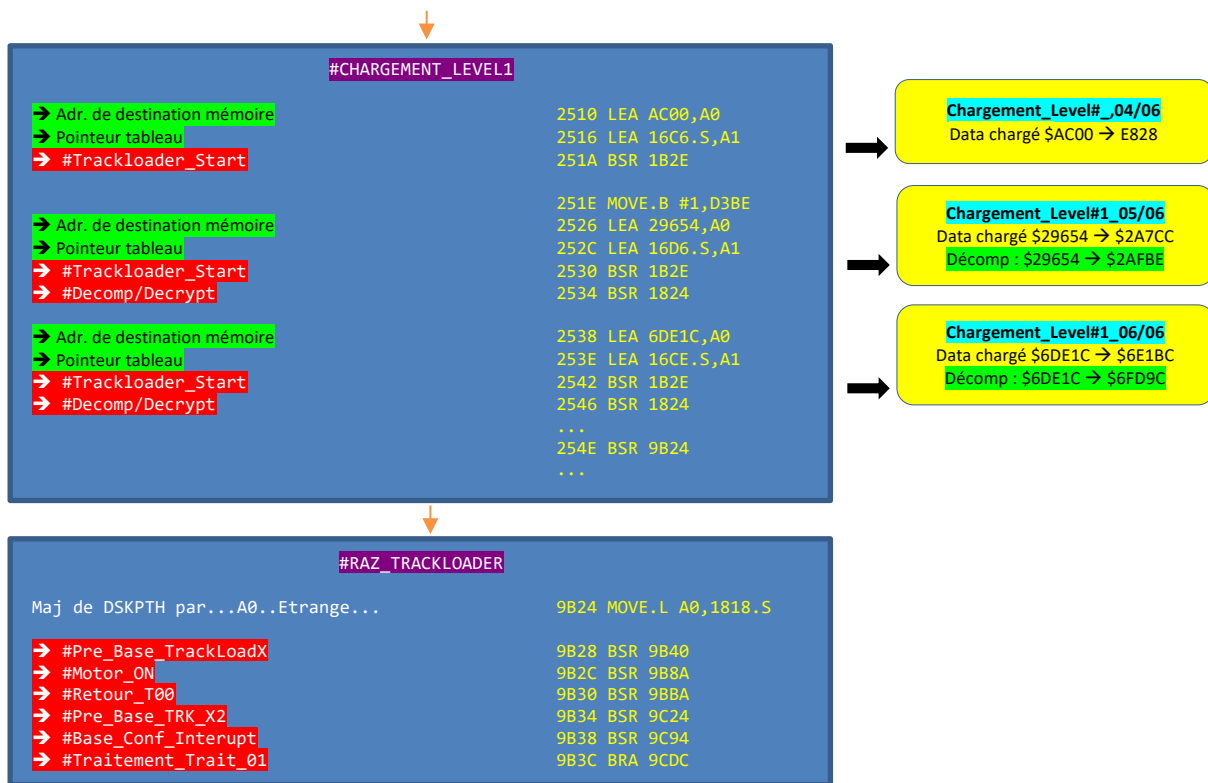 #CHARGEMENT_LEVEL1
➔ Adr. de destination mémoire 2510 LEA AC00,A0
➔ Pointeur tableau 2516 LEA 16C6.S,A1
➔ #Trackloader_Start 251A BSR 1B2E
Chargement_Level#_,04/06
Data chargé $AC00 → E828
251E MOVE.B #1,D3BE
➔ Adr. de destination mémoire 2526 LEA 29654,A0
➔ Pointeur tableau 252C LEA 16D6.S,A1
➔ #Trackloader_Start 2530 BSR 1B2E
➔ #Decomp/Decrypt 2534 BSR 1824
Chargement_Level#1_05/06
Data chargé $29654 → $2A7CC
Décomp : $29654 → $2AFBE
➔ Adr. de destination mémoire 2538 LEA 6DE1C,A0
➔ Pointeur tableau 253E LEA 16CE.S,A1
➔ #Trackloader_Start 2542 BSR 1B2E
➔ #Decomp/Decrypt 2546 BSR 1824
...
254E BSR 9B24
...
Chargement_Level#1_06/06
Data chargé $6DE1C → $6E1BC
Décomp : $6DE1C → $6FD9C
#RAZ_TRACKLOADER
Maj de DSKPTH par...A0..Etrange... 9B24 MOVE.L A0,1818.S
➔ #Pre_Base_TrackLoadX 9B28 BSR 9B40
➔ #Motor_ON 9B2C BSR 9B8A
➔ #Retour_T00 9B30 BSR 9BBA
➔ #Pre_Base_TRK_X2 9B34 BSR 9C24
➔ #Base_Conf_Interupt 9B38 BSR 9C94
➔ #Traitement_Trait_01 9B3C BRA 9CDC